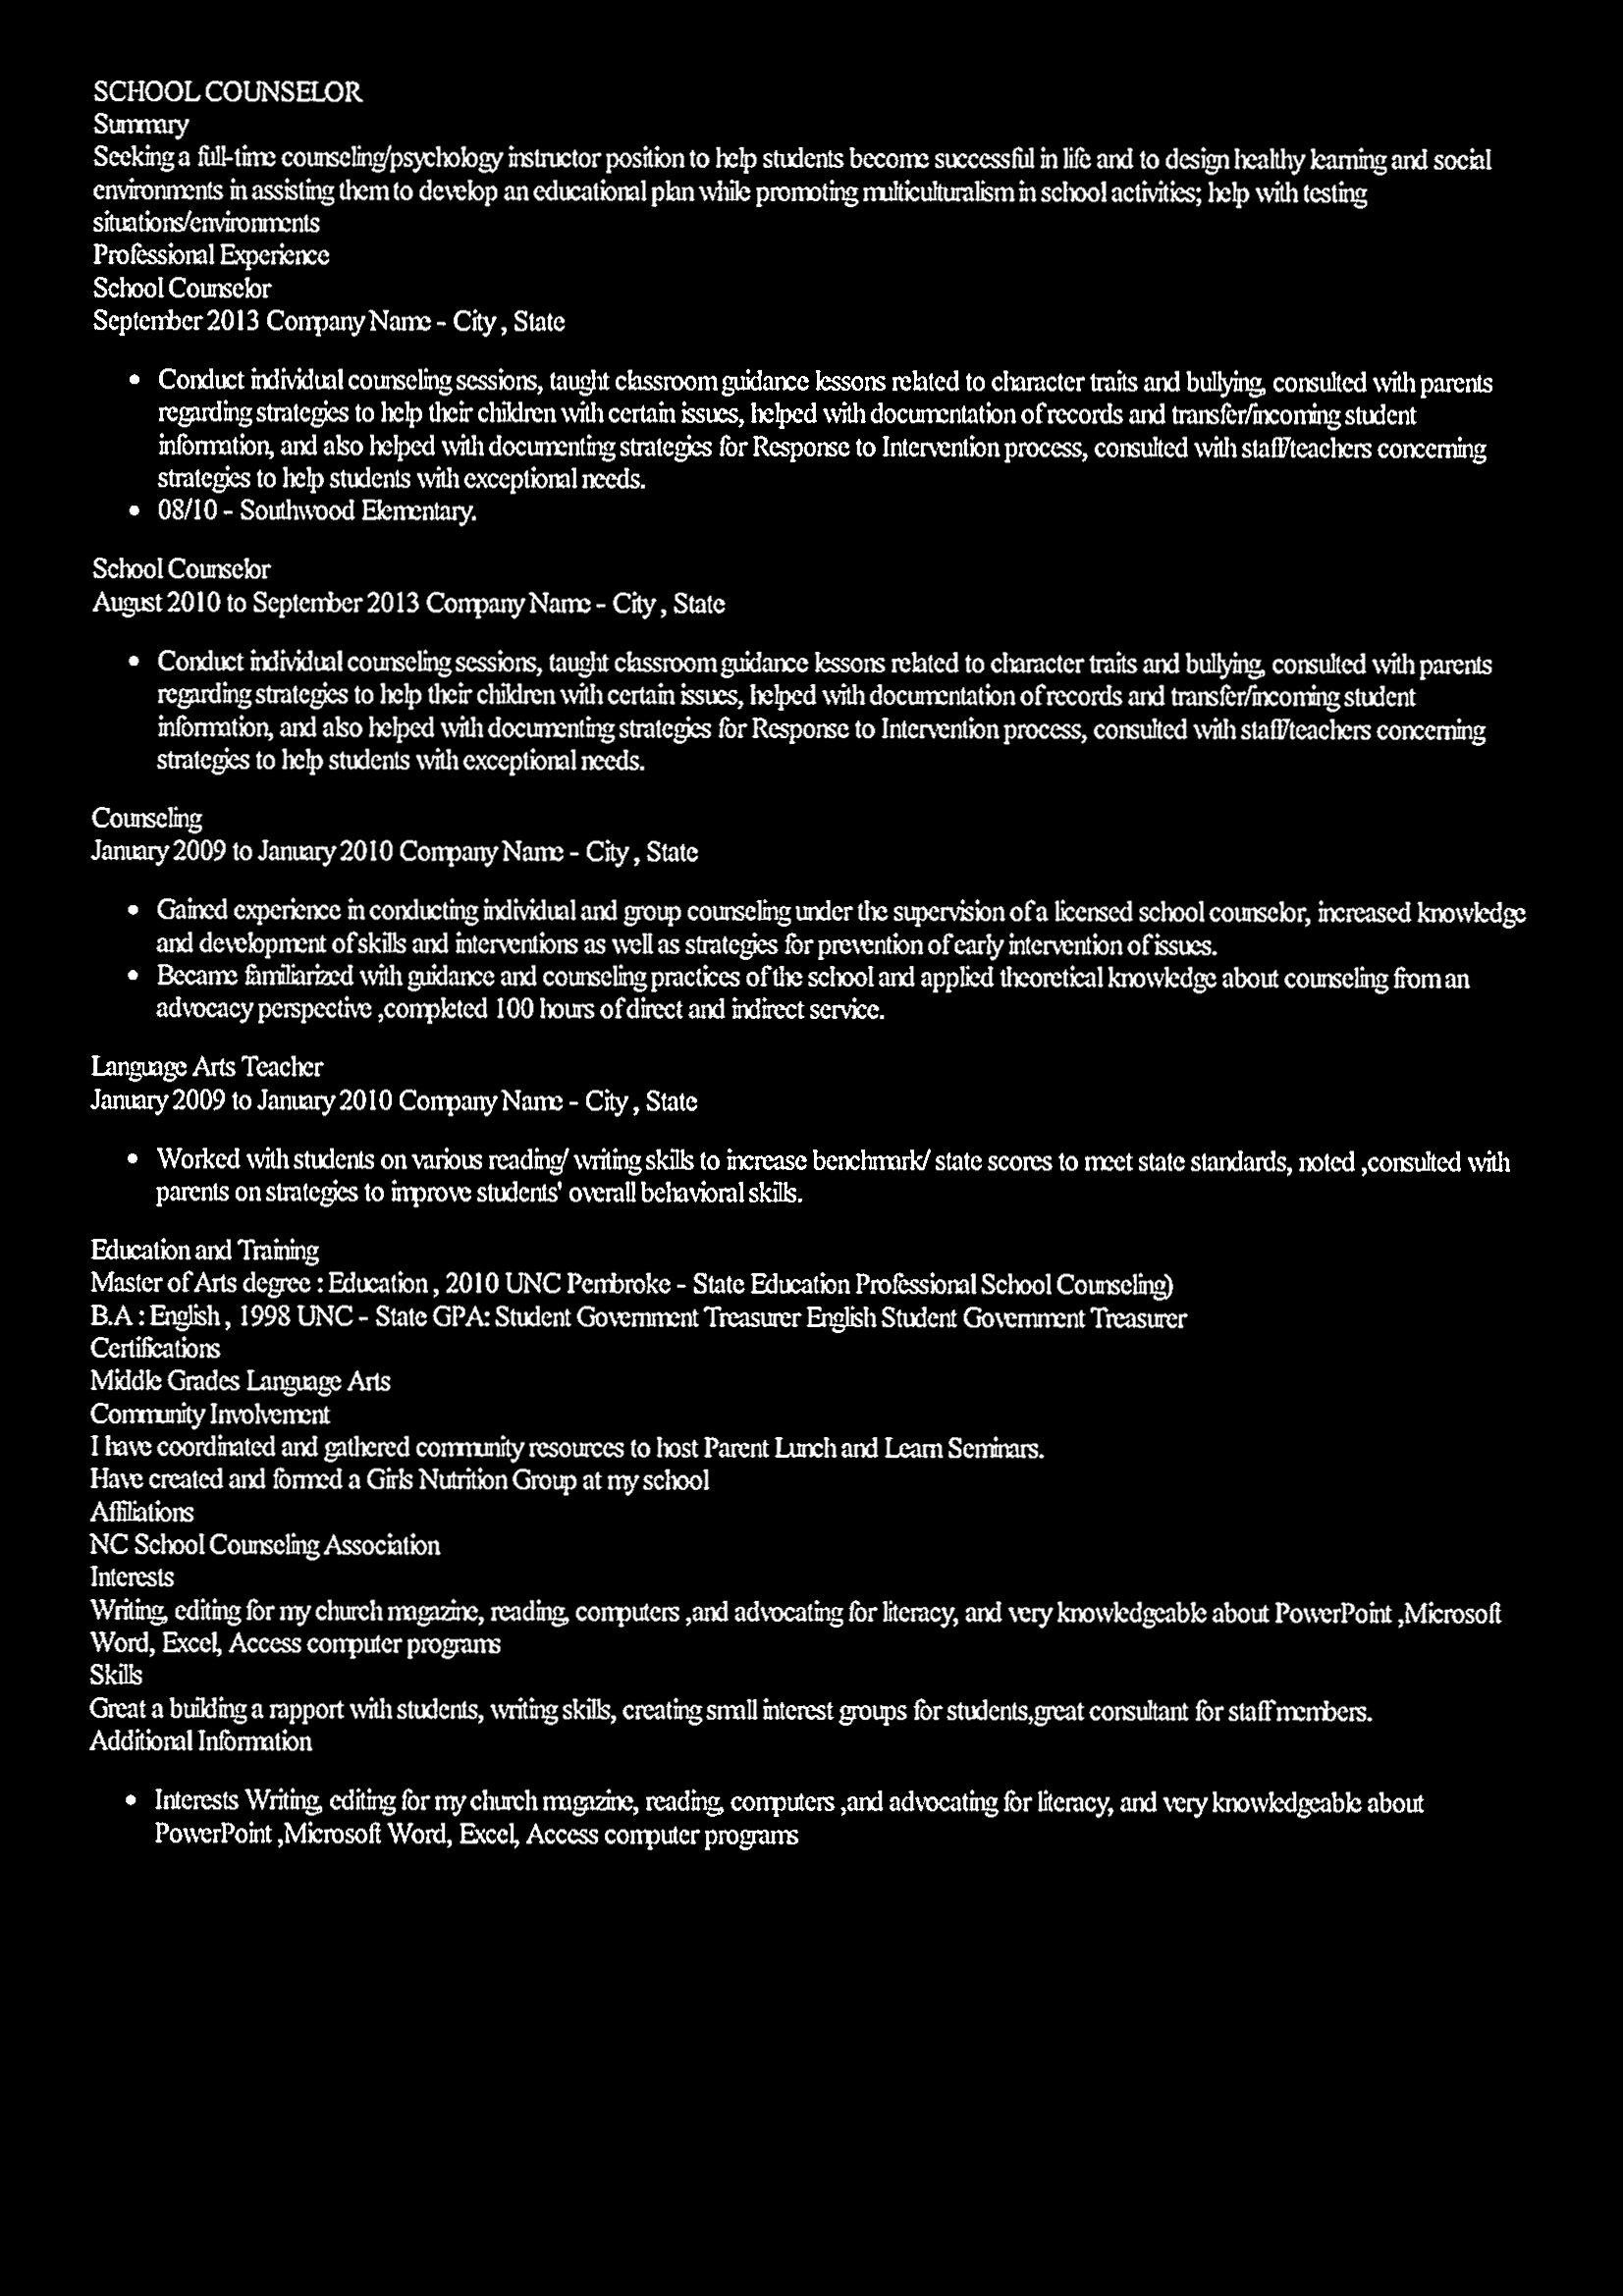 SCHOOL COUNSELOR
Summary
Seeking a full-time counseling/psychology instructor position to help students become successful in life and to design healthy learning and social
environments in assisting them to develop an educational plan while promoting multiculturalism in school activities; help with testing
situations/environments
Professional Experience
School Counselor
September 2013 Company Name - City , State
• Conduct individual counseling sessions, taught classroom guidance lessons related to character traits and bullying, consulted with parents
regarding strategies to help their children with certain issues, helped with documentation of records and transfer/incoming student
information, and also helped with documenting strategies for Response to Intervention process, consulted with staff/teachers concerning
strategies to help students with exceptional needs.
• 08/10 - Southwood Elementary.
School Counselor
August 2010 to September 2013 Company Name - City , State
• Conduct individual counseling sessions, taught classroom guidance lessons related to character traits and bullying, consulted with parents
regarding strategies to help their children with certain issues, helped with documentation of records and transfer/incoming student
information, and also helped with documenting strategies for Response to Intervention process, consulted with staff/teachers concerning
strategies to help students with exceptional needs.
Counseling
January 2009 to January 2010 Company Name - City , State
• Gained experience in conducting individual and group counseling under the supervision of a licensed school counselor, increased knowledge
and development of skills and interventions as well as strategies for prevention of early intervention of issues.
• Became familiarized with guidance and counseling practices of the school and applied theoretical knowledge about counseling from an
advocacy perspective ,completed 100 hours of direct and indirect service.
Language Arts Teacher
January 2009 to January 2010 Company Name - City , State
• Worked with students on various reading/ writing skills to increase benchmark/ state scores to meet state standards, noted ,consulted with
parents on strategies to improve students' overall behavioral skills.
Education and Training
Master of Arts degree : Education , 2010 UNC Pembroke - State Education Professional School Counseling)
B.A : English , 1998 UNC - State GPA: Student Government Treasurer English Student Government Treasurer
Certifications
Middle Grades Language Arts
Community Involvement
I have coordinated and gathered community resources to host Parent Lunch and Learn Seminars.
Have created and formed a Girls Nutrition Group at my school
Affiliations
NC School Counseling Association
Interests
Writing, editing for my church magazine, reading, computers ,and advocating for literacy, and very knowledgeable about PowerPoint ,Microsoft
Word, Excel, Access computer programs
Skills
Great a building a rapport with students, writing skills, creating small interest groups for students,great consultant for staff members.
Additional Information
• Interests Writing, editing for my church magazine, reading, computers ,and advocating for literacy, and very knowledgeable about
PowerPoint ,Microsoft Word, Excel, Access computer programs